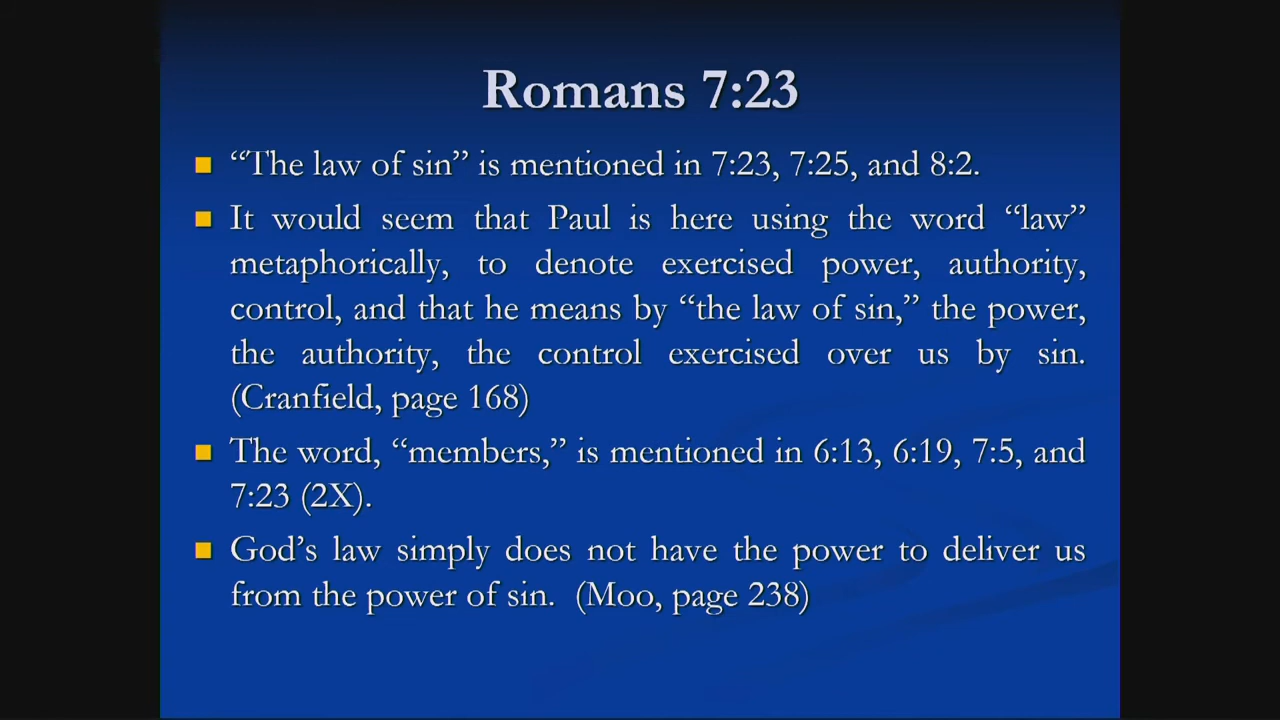 Romans 7:23
“The law of sin” is mentioned in 7:23, 7:25, and 8:2.
It would seem that Paul is here using the word “law”
metaphorically, to denote exercised power, authority,
control, and that he means by “the law of sin,” the power,
the authority, the control exercised over us by sin.
(Cranfield, page 168)
The word, “members,” is mentioned in 6:13, 6:19, 7:5, and
7:23 (2X).
God’s law simply does not have the power to deliver us
from the power of sin.  (Moo, page 238)